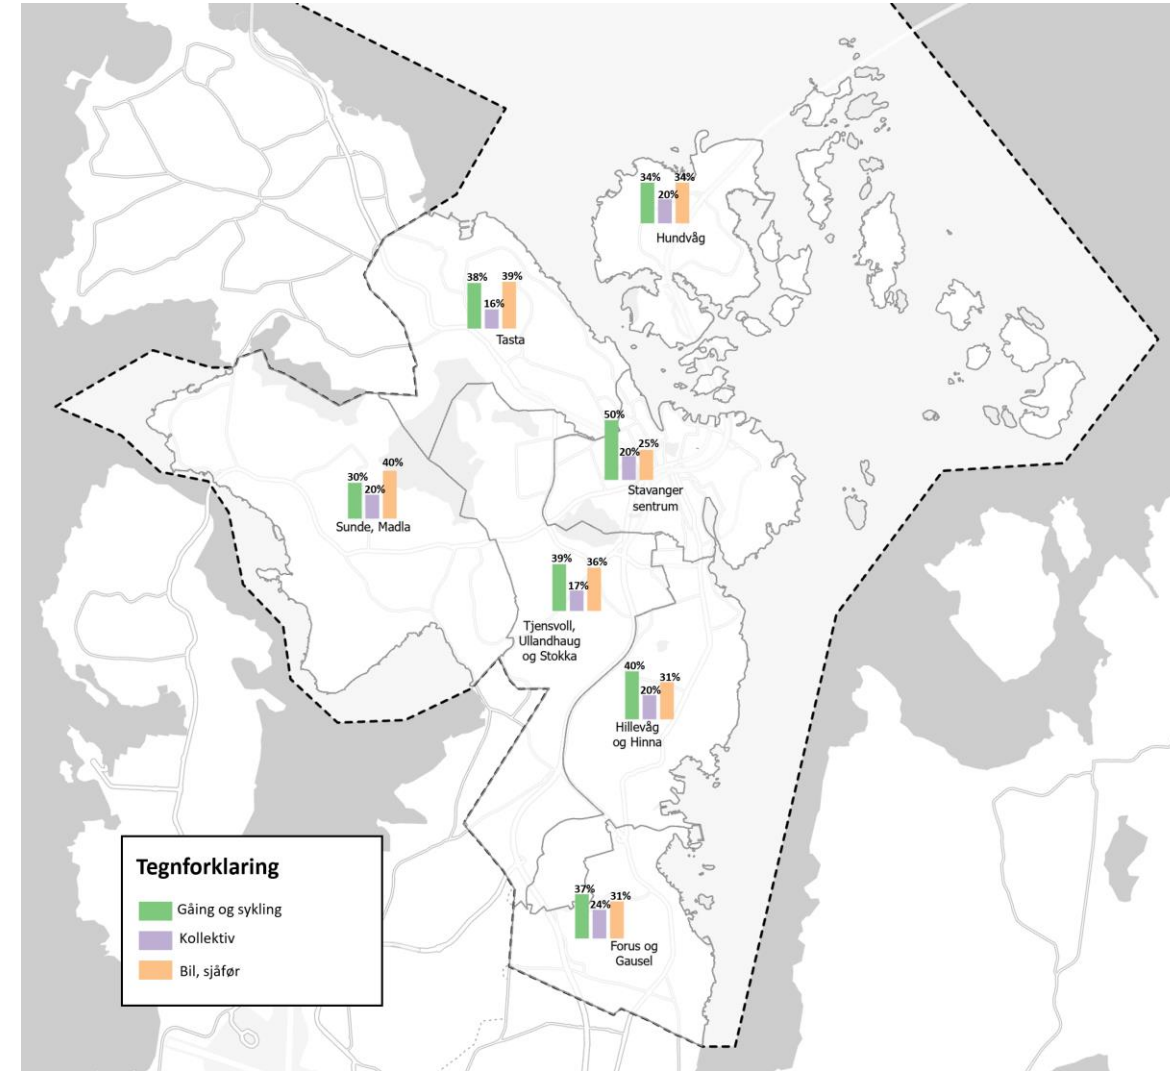 34%
20%
34%
Hundvåg
38%
16%
39%
Tasta
50%
20%
25%
Stavanger
sentrum
30%
20%
40%
Sunde, Madla
39%
17%
36%
Tjensvoll,
Ullandhaug
og Stokka
40%
20%
31%
Hillevåg
og Hinna
37%
24%
31%
Forus og
Gausel
Tegnforklaring
Gåing og sykling
Kollektiv
Bil, sjåfør